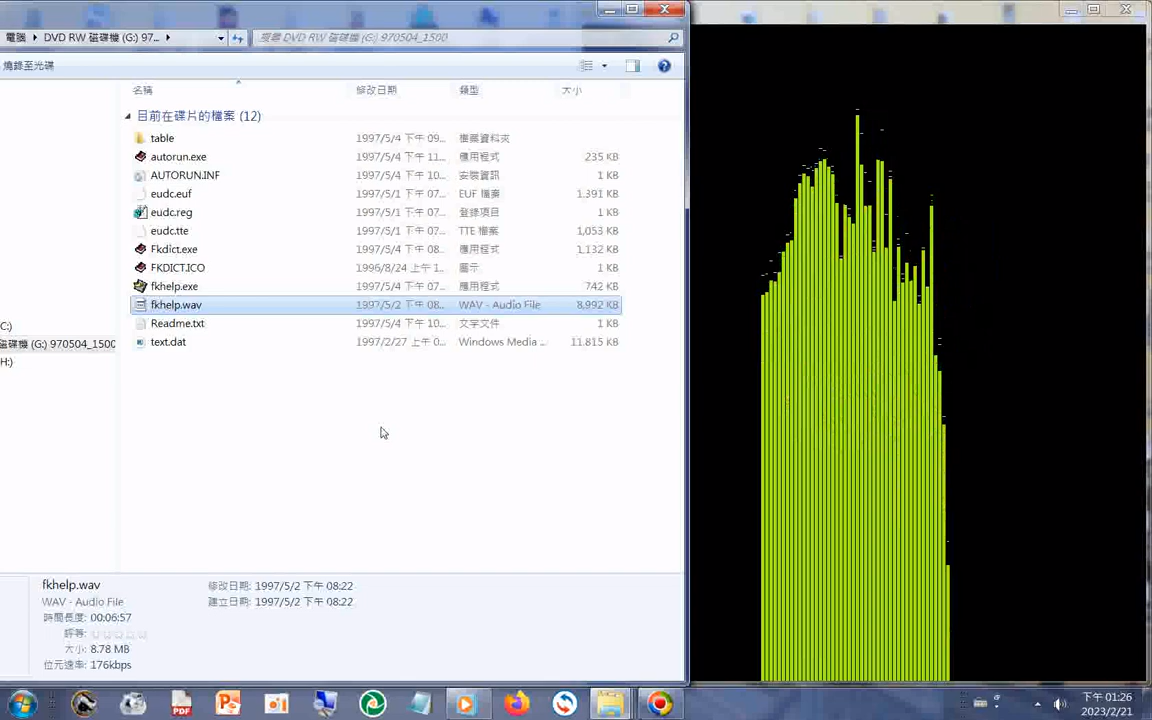 電腦 ▸ DVD RW 磁碟機 (G:) 97... ▸
搜尋 DVD RW 磁碟機 (G:) 970504_1500
燒錄至光碟
名稱 修改日期 類型 大小
目前在碟片的檔案 (12)
table 1997/5/4 下午 09... 檔案資料夾
autorun.exe 1997/5/4 下午 11... 應用程式 235 KB
AUTORUN.INF 1997/5/4 下午 10... 安裝資訊 1 KB
eudc.euf 1997/5/1 下午 07... EUF 檔案 1,391 KB
eudc.reg 1997/5/1 下午 07... 登錄項目 1 KB
eudc.tte 1997/5/1 下午 07... TTE 檔案 1,053 KB
Fkdict.exe 1997/5/4 下午 08... 應用程式 1,132 KB
FKDICT.ICO 1996/8/24 上午 1... 圖示 1 KB
fkhelp.exe 1997/5/4 下午 08... 應用程式 742 KB
fkhelp.wav 1997/5/2 下午 08... WAV - Audio File 8,992 KB
Readme.txt 1997/5/4 下午 10... 文字文件 1 KB
text.dat 1997/2/27 上午 0... Windows Media ... 11,815 KB
C:)
磁碟機 (G:) 970504_1500
H:)
fkhelp.wav
WAV - Audio File
時間長度: 00:06:57
評等:
大小: 8.78 MB
位元速率: 176kbps
修改日期: 1997/5/2 下午 08:22
建立日期: 1997/5/2 下午 08:22
PDF
下午 01:26
2023/2/21